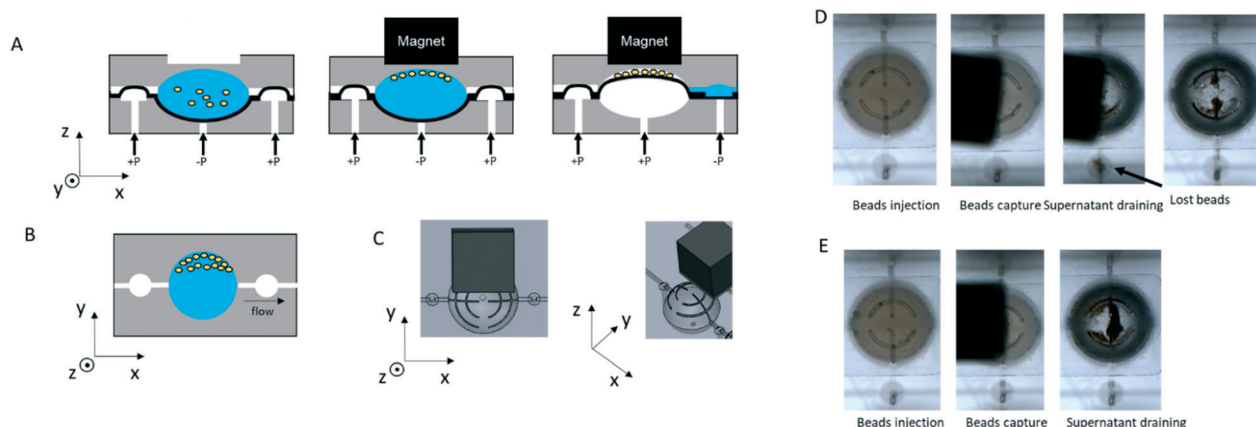 A
Magnet
Magnet
z
y
x
+P
-P
+P
+P
-P
+P
+P
+P
-P
B
flow
y
z
x
C
y
z
x
z
y
x
D
Beads injection
Beads capture
Supernatant draining
Lost beads
E
Beads injection
Beads capture
Supernatant draining